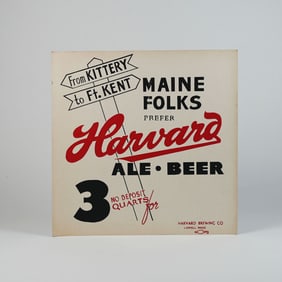 From KITTERY
to Ft. KENT
MAINE
FOLKS
PREFER
Harvard
ALE • BEER
3 NO DEPOSIT
QUARTS for
HARVARD BREWING CO.
LOWELL, MASS.